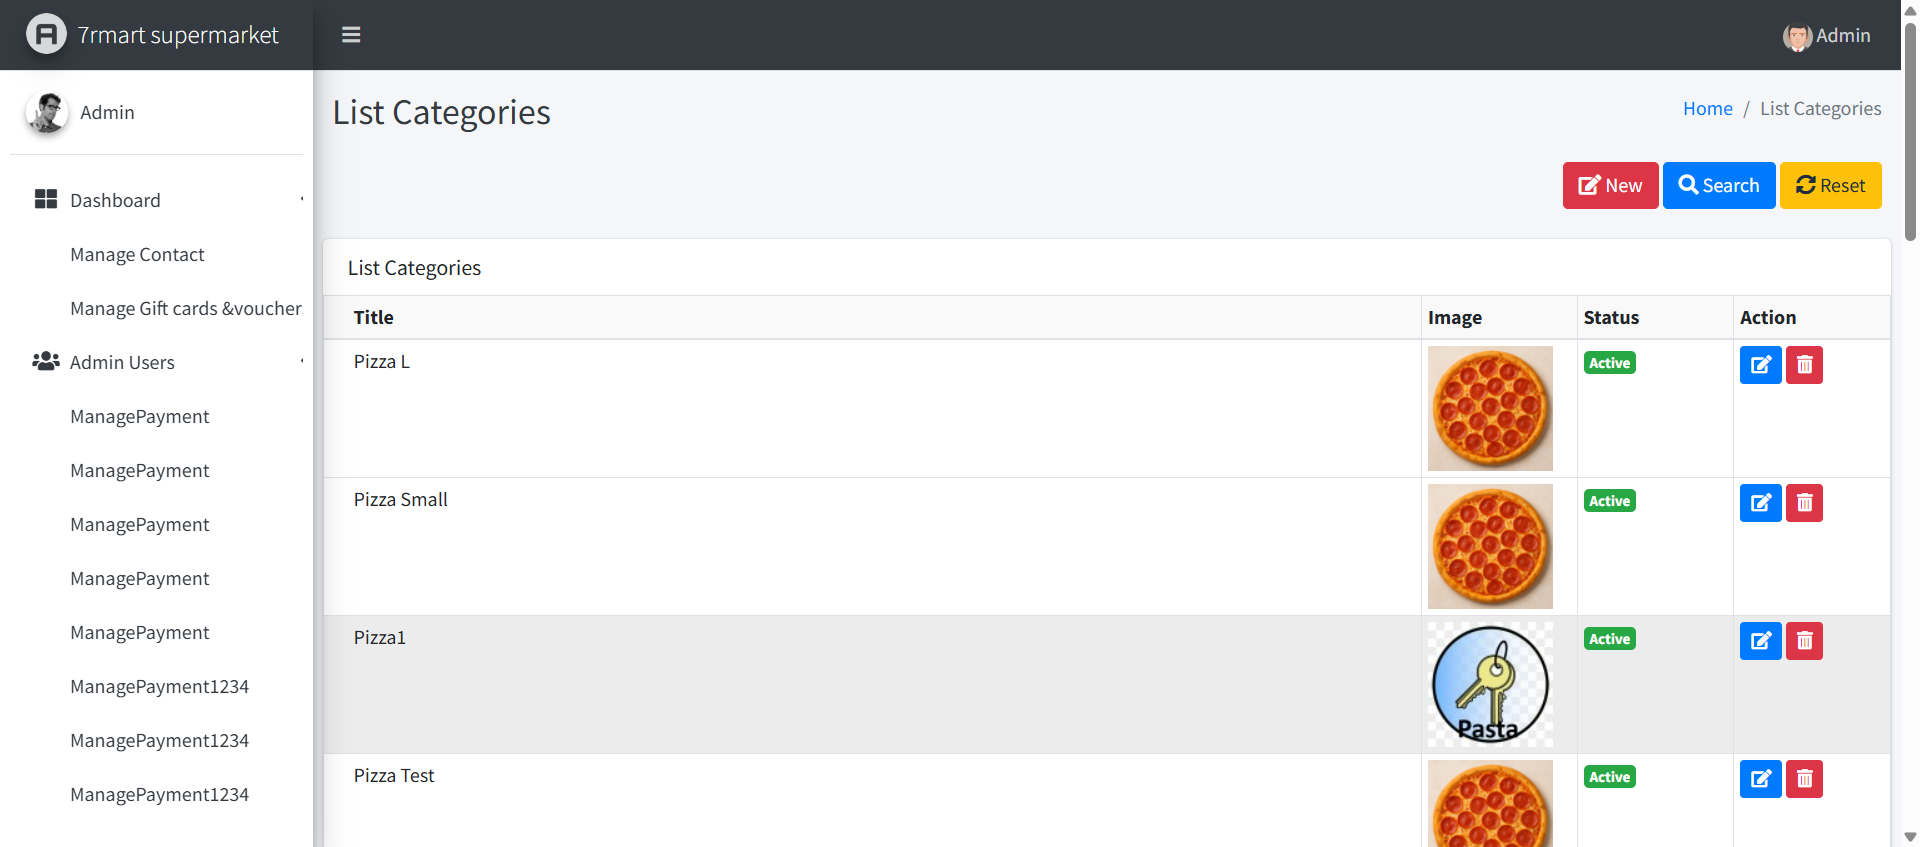 7rmart supermarket
Admin
Admin
List Categories
Home / List Categories
New
Search
Reset
Dashboard
Manage Contact
Manage Gift cards &voucher
Admin Users
ManagePayment
ManagePayment
ManagePayment
ManagePayment
ManagePayment
ManagePayment1234
ManagePayment1234
ManagePayment1234
List Categories
Title Image Status Action
Pizza L Active
Pizza Small Active
Pizza1 Pasta Active
Pizza Test Active